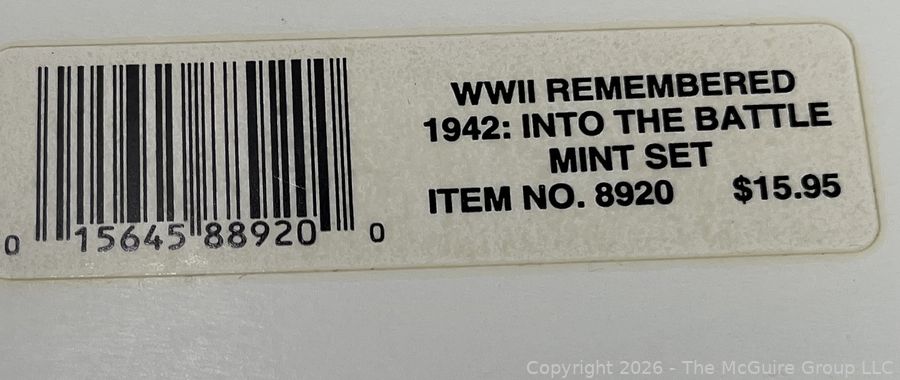 WWII REMEMBERED
1942: INTO THE BATTLE
MINT SET
ITEM NO. 8920 $15.95
0 15645 88920 0
Copyright 2026 - The McGuire Group LLC